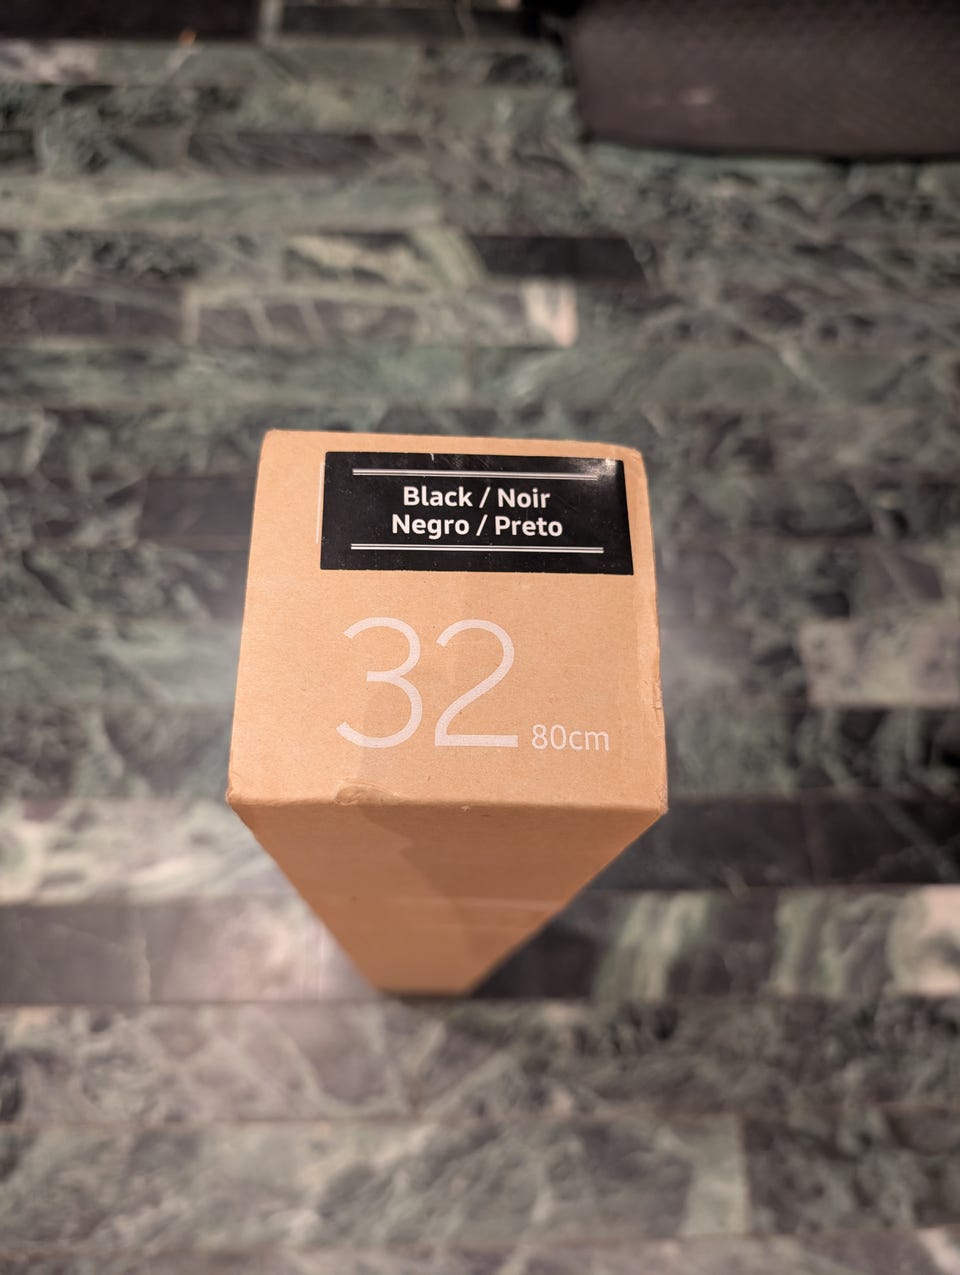 Black / Noir
Negro / Preto
32 80cm